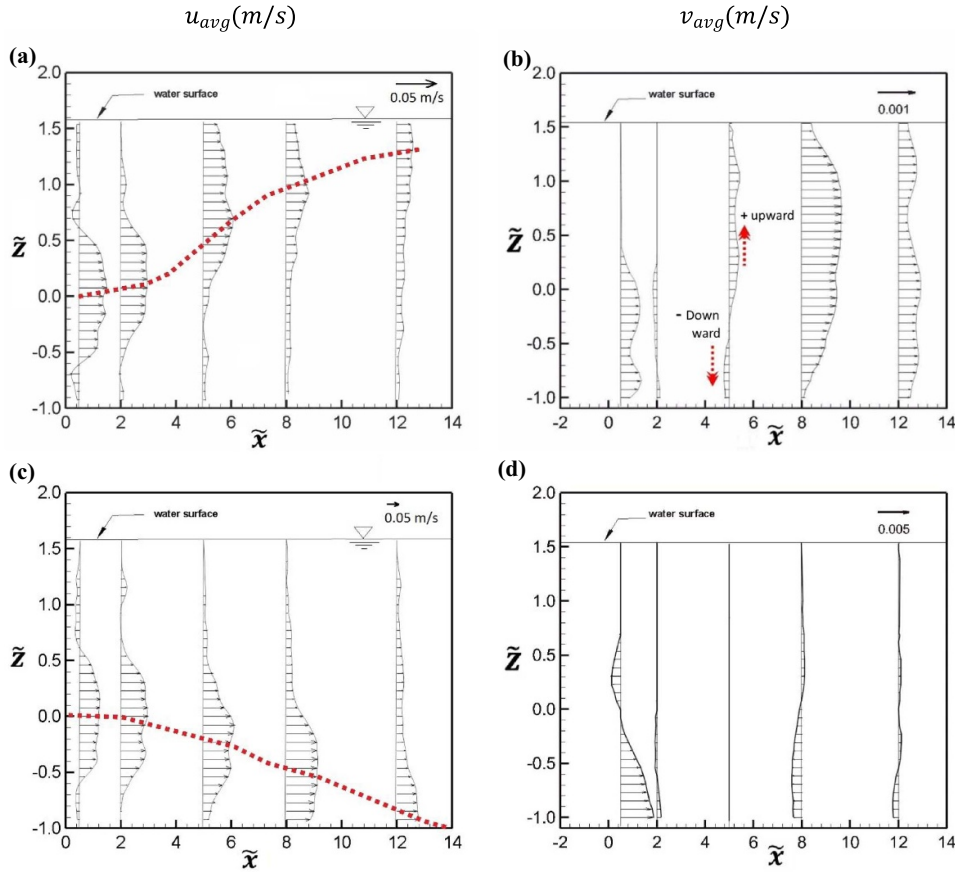 u_avg(m/s) v_avg(m/s)
(a)
2.0
1.5
1.0
0.5
0.0
-0.5
-1.0
z̃
water surface
0.05 m/s
0 2 4 6 8 10 12 14
x̃
(b)
2.0
1.5
1.0
0.5
0.0
-0.5
-1.0
z̃
water surface
0.001
+ upward
- Down
ward
-2 0 2 4 6 8 10 12 14
x̃
(c)
2.0
1.5
1.0
0.5
0.0
-0.5
-1.0
z̃
water surface
0.05 m/s
0 2 4 6 8 10 12 14
x̃
(d)
2.0
1.5
1.0
0.5
0.0
-0.5
-1.0
z̃
water surface
0.005
-2 0 2 4 6 8 10 12 14
x̃